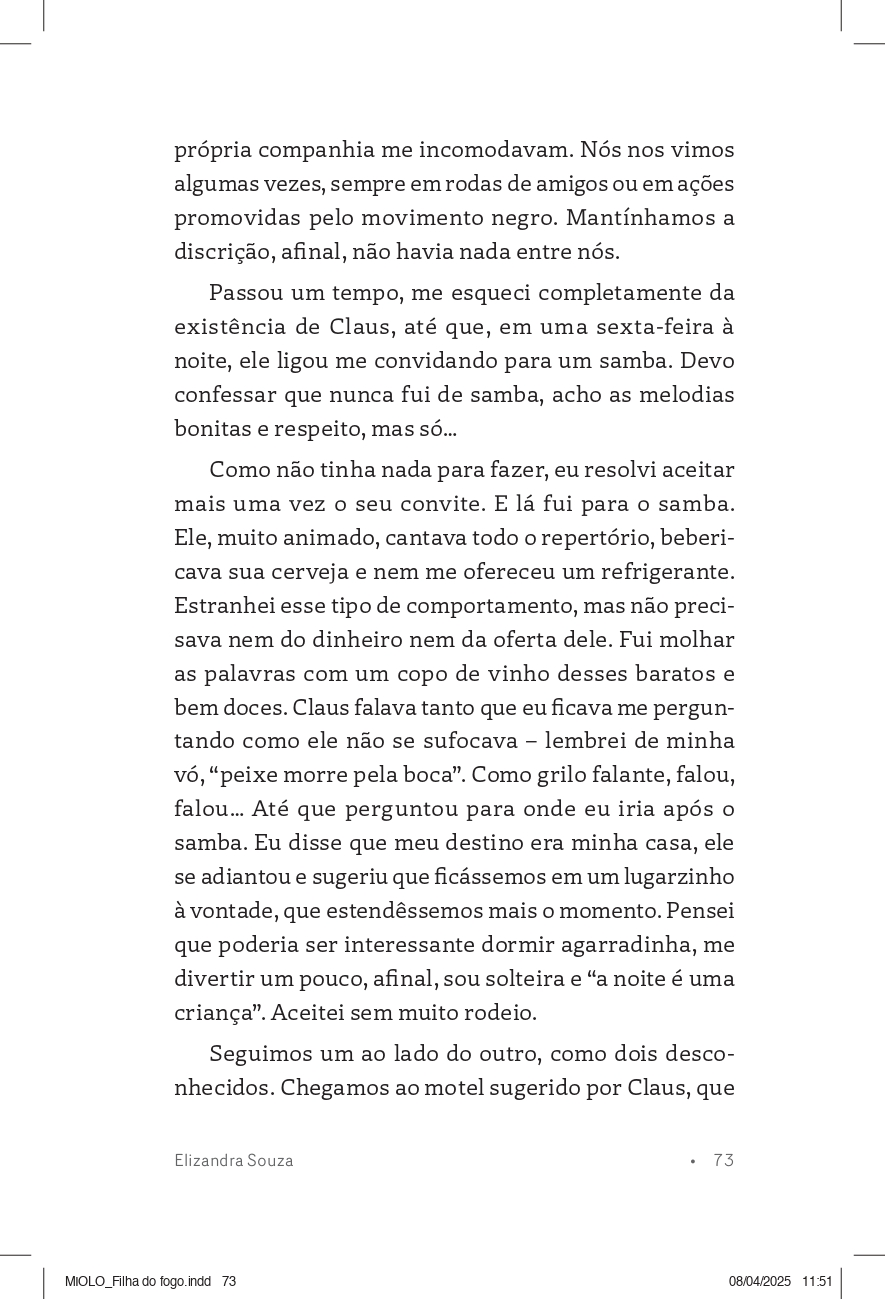 própria companhia me incomodavam. Nós nos vimos
algumas vezes, sempre em rodas de amigos ou em ações
promovidas pelo movimento negro. Mantínhamos a
discrição, afinal, não havia nada entre nós.
Passou um tempo, me esqueci completamente da
existência de Claus, até que, em uma sexta-feira à
noite, ele ligou me convidando para um samba. Devo
confessar que nunca fui de samba, acho as melodias
bonitas e respeito, mas só...
Como não tinha nada para fazer, eu resolvi aceitar
mais uma vez o seu convite. E lá fui para o samba.
Ele, muito animado, cantava todo o repertório, beberi-
cava sua cerveja e nem me ofereceu um refrigerante.
Estranhei esse tipo de comportamento, mas não preci-
sava nem do dinheiro nem da oferta dele. Fui molhar
as palavras com um copo de vinho desses baratos e
bem doces. Claus falava tanto que eu ficava me pergun-
tando como ele não se sufocava – lembrei de minha
vó, “peixe morre pela boca”. Como grilo falante, falou,
falou... Até que perguntou para onde eu iria após o
samba. Eu disse que meu destino era minha casa, ele
se adiantou e sugeriu que ficássemos em um lugarzinho
à vontade, que estendêssemos mais o momento. Pensei
que poderia ser interessante dormir agarradinha, me
divertir um pouco, afinal, sou solteira e “a noite é uma
criança”. Aceitei sem muito rodeio.
Seguimos um ao lado do outro, como dois desco-
nhecidos. Chegamos ao motel sugerido por Claus, que
Elizandra Souza • 73
MIOLO_Filha do fogo.indd 73 08/04/2025 11:51